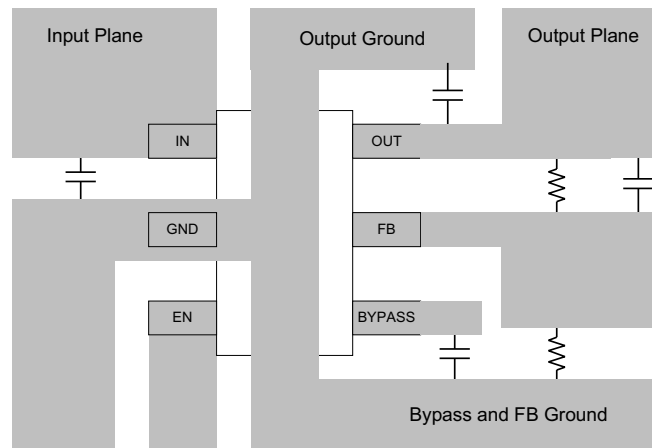 Input Plane
Output Ground
Output Plane
IN
OUT
GND
FB
EN
BYPASS
Bypass and FB Ground